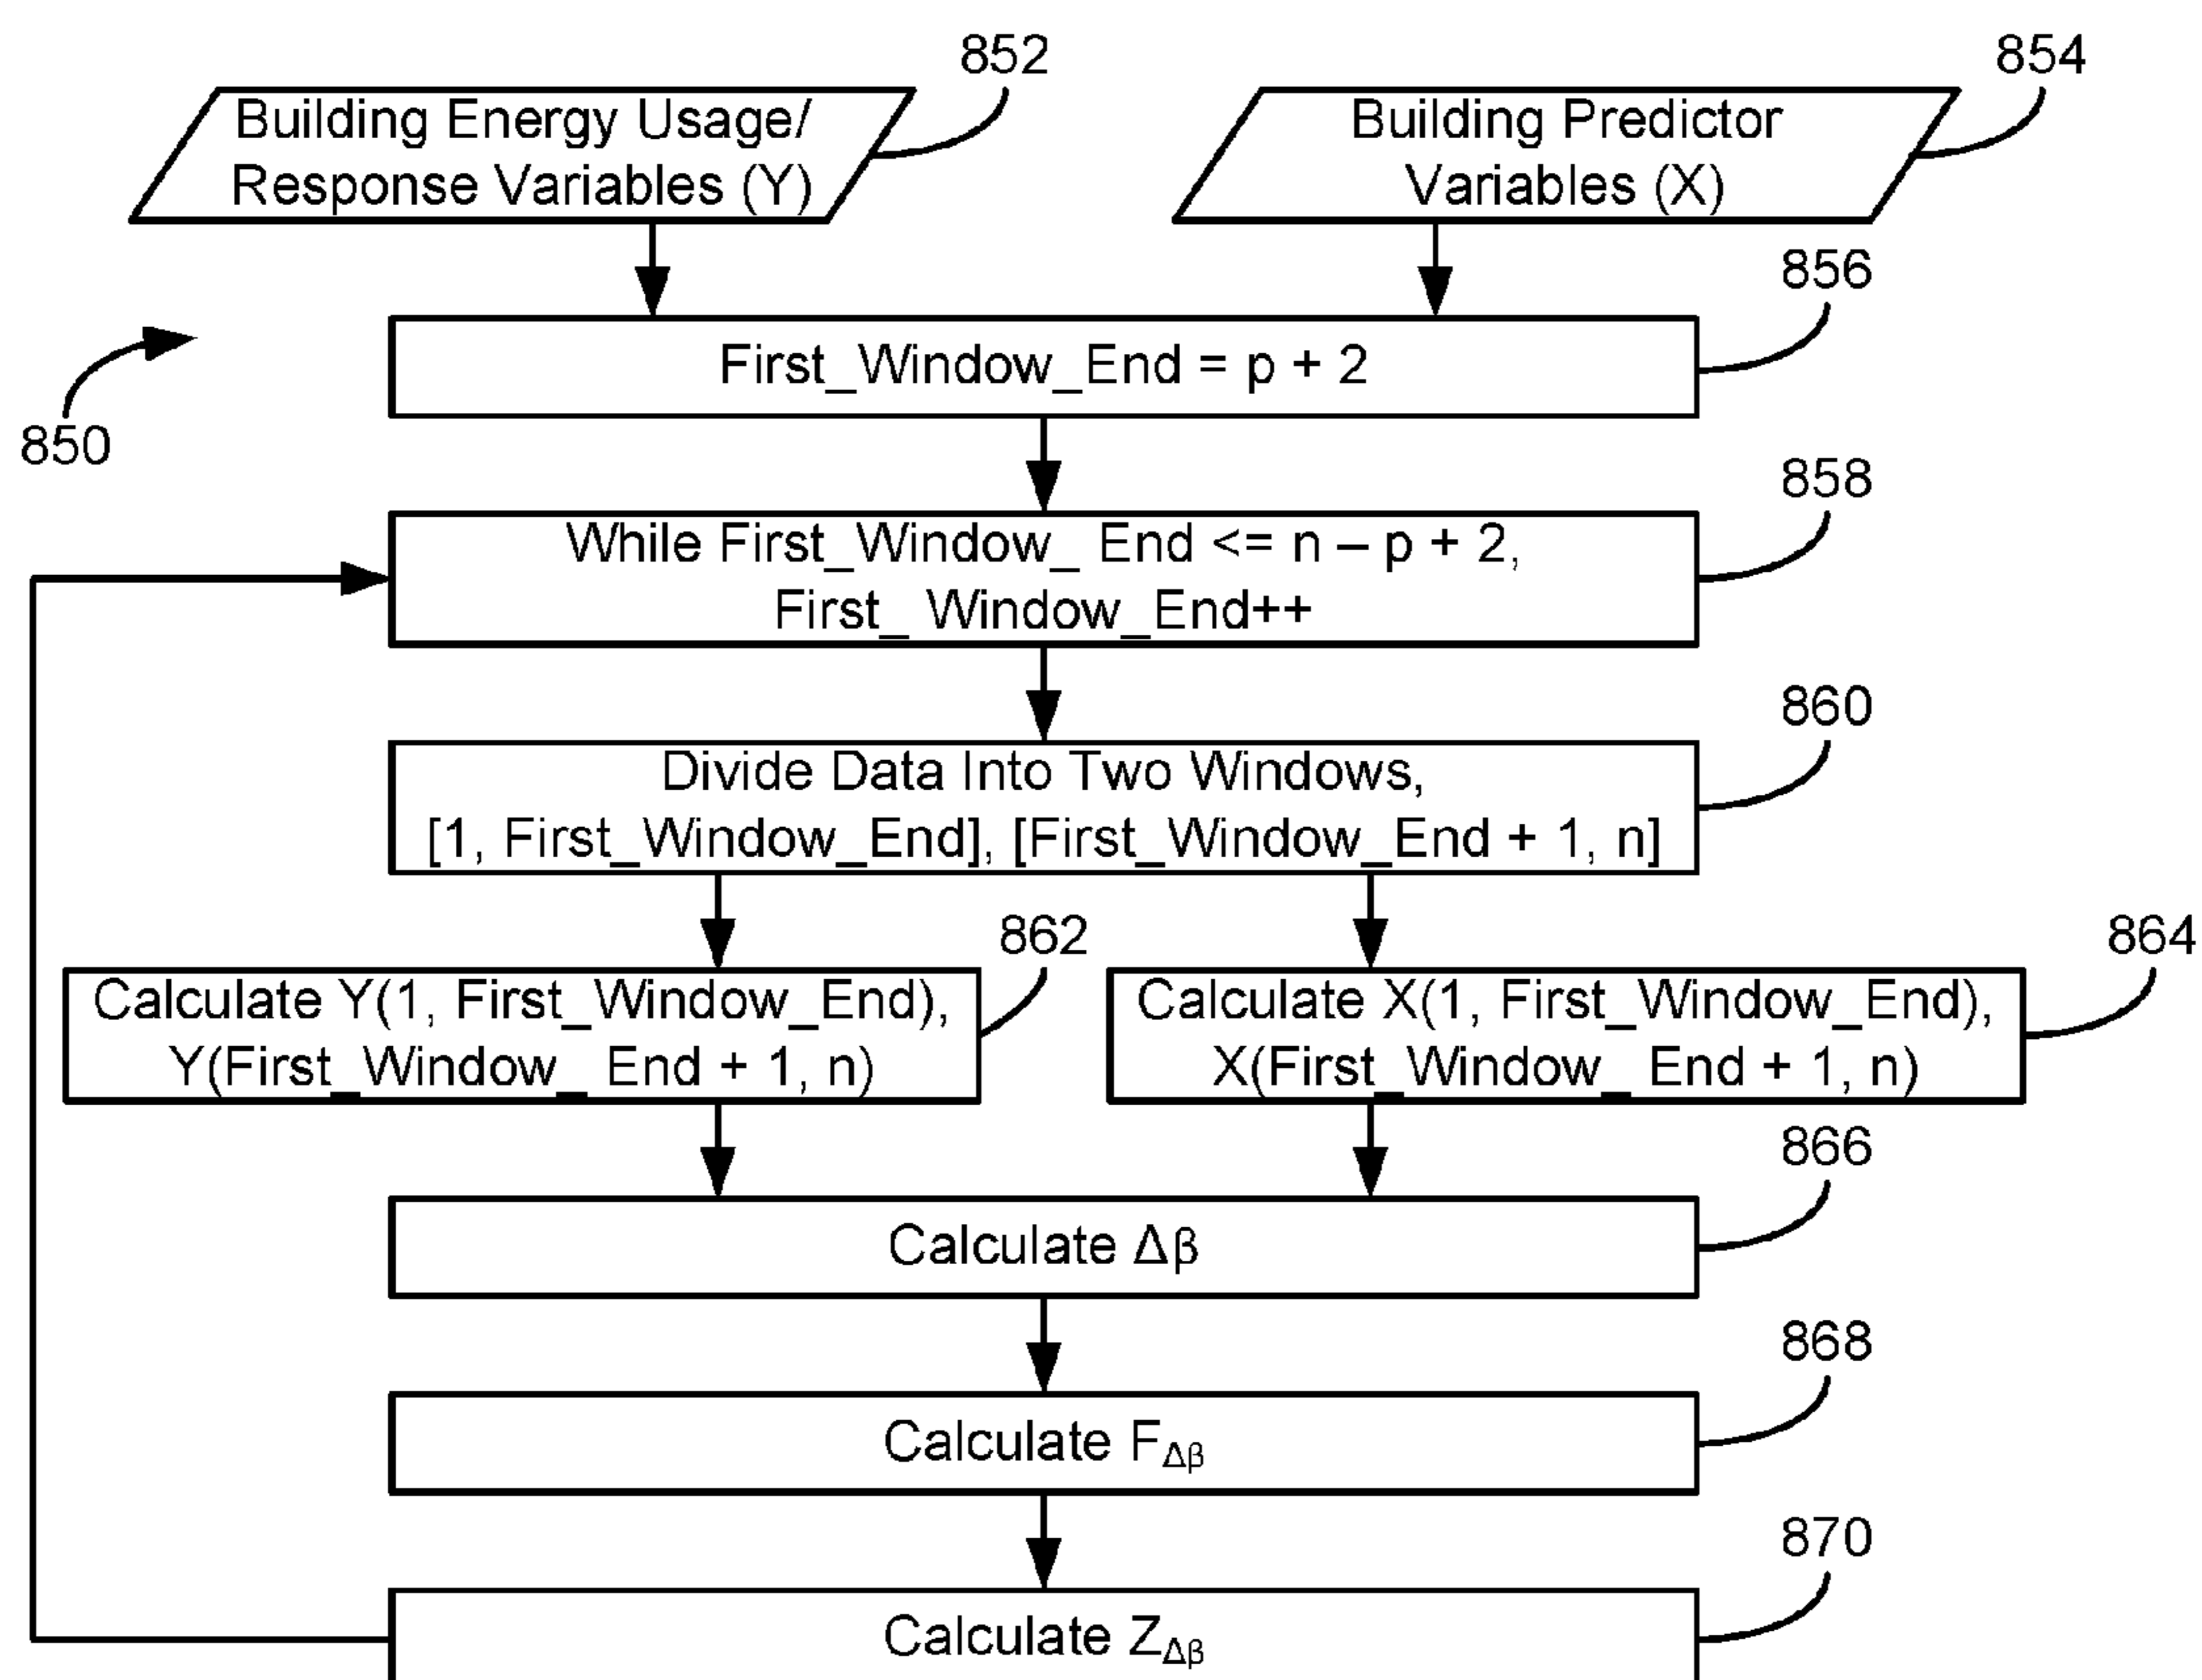 852
854
Building Energy Usage/
Response Variables (Y)
Building Predictor
Variables (X)
856
First_Window_End = p + 2
850
858
While First_Window_ End <= n – p + 2,
First_ Window_End++
860
Divide Data Into Two Windows,
[1, First_Window_End], [First_Window_End + 1, n]
862
864
Calculate Y(1, First_Window_End),
Y(First_Window_ End + 1, n)
Calculate X(1, First_Window_End),
X(First_Window_ End + 1, n)
866
Calculate Δβ
868
Calculate F_Δβ
870
Calculate Z_Δβ